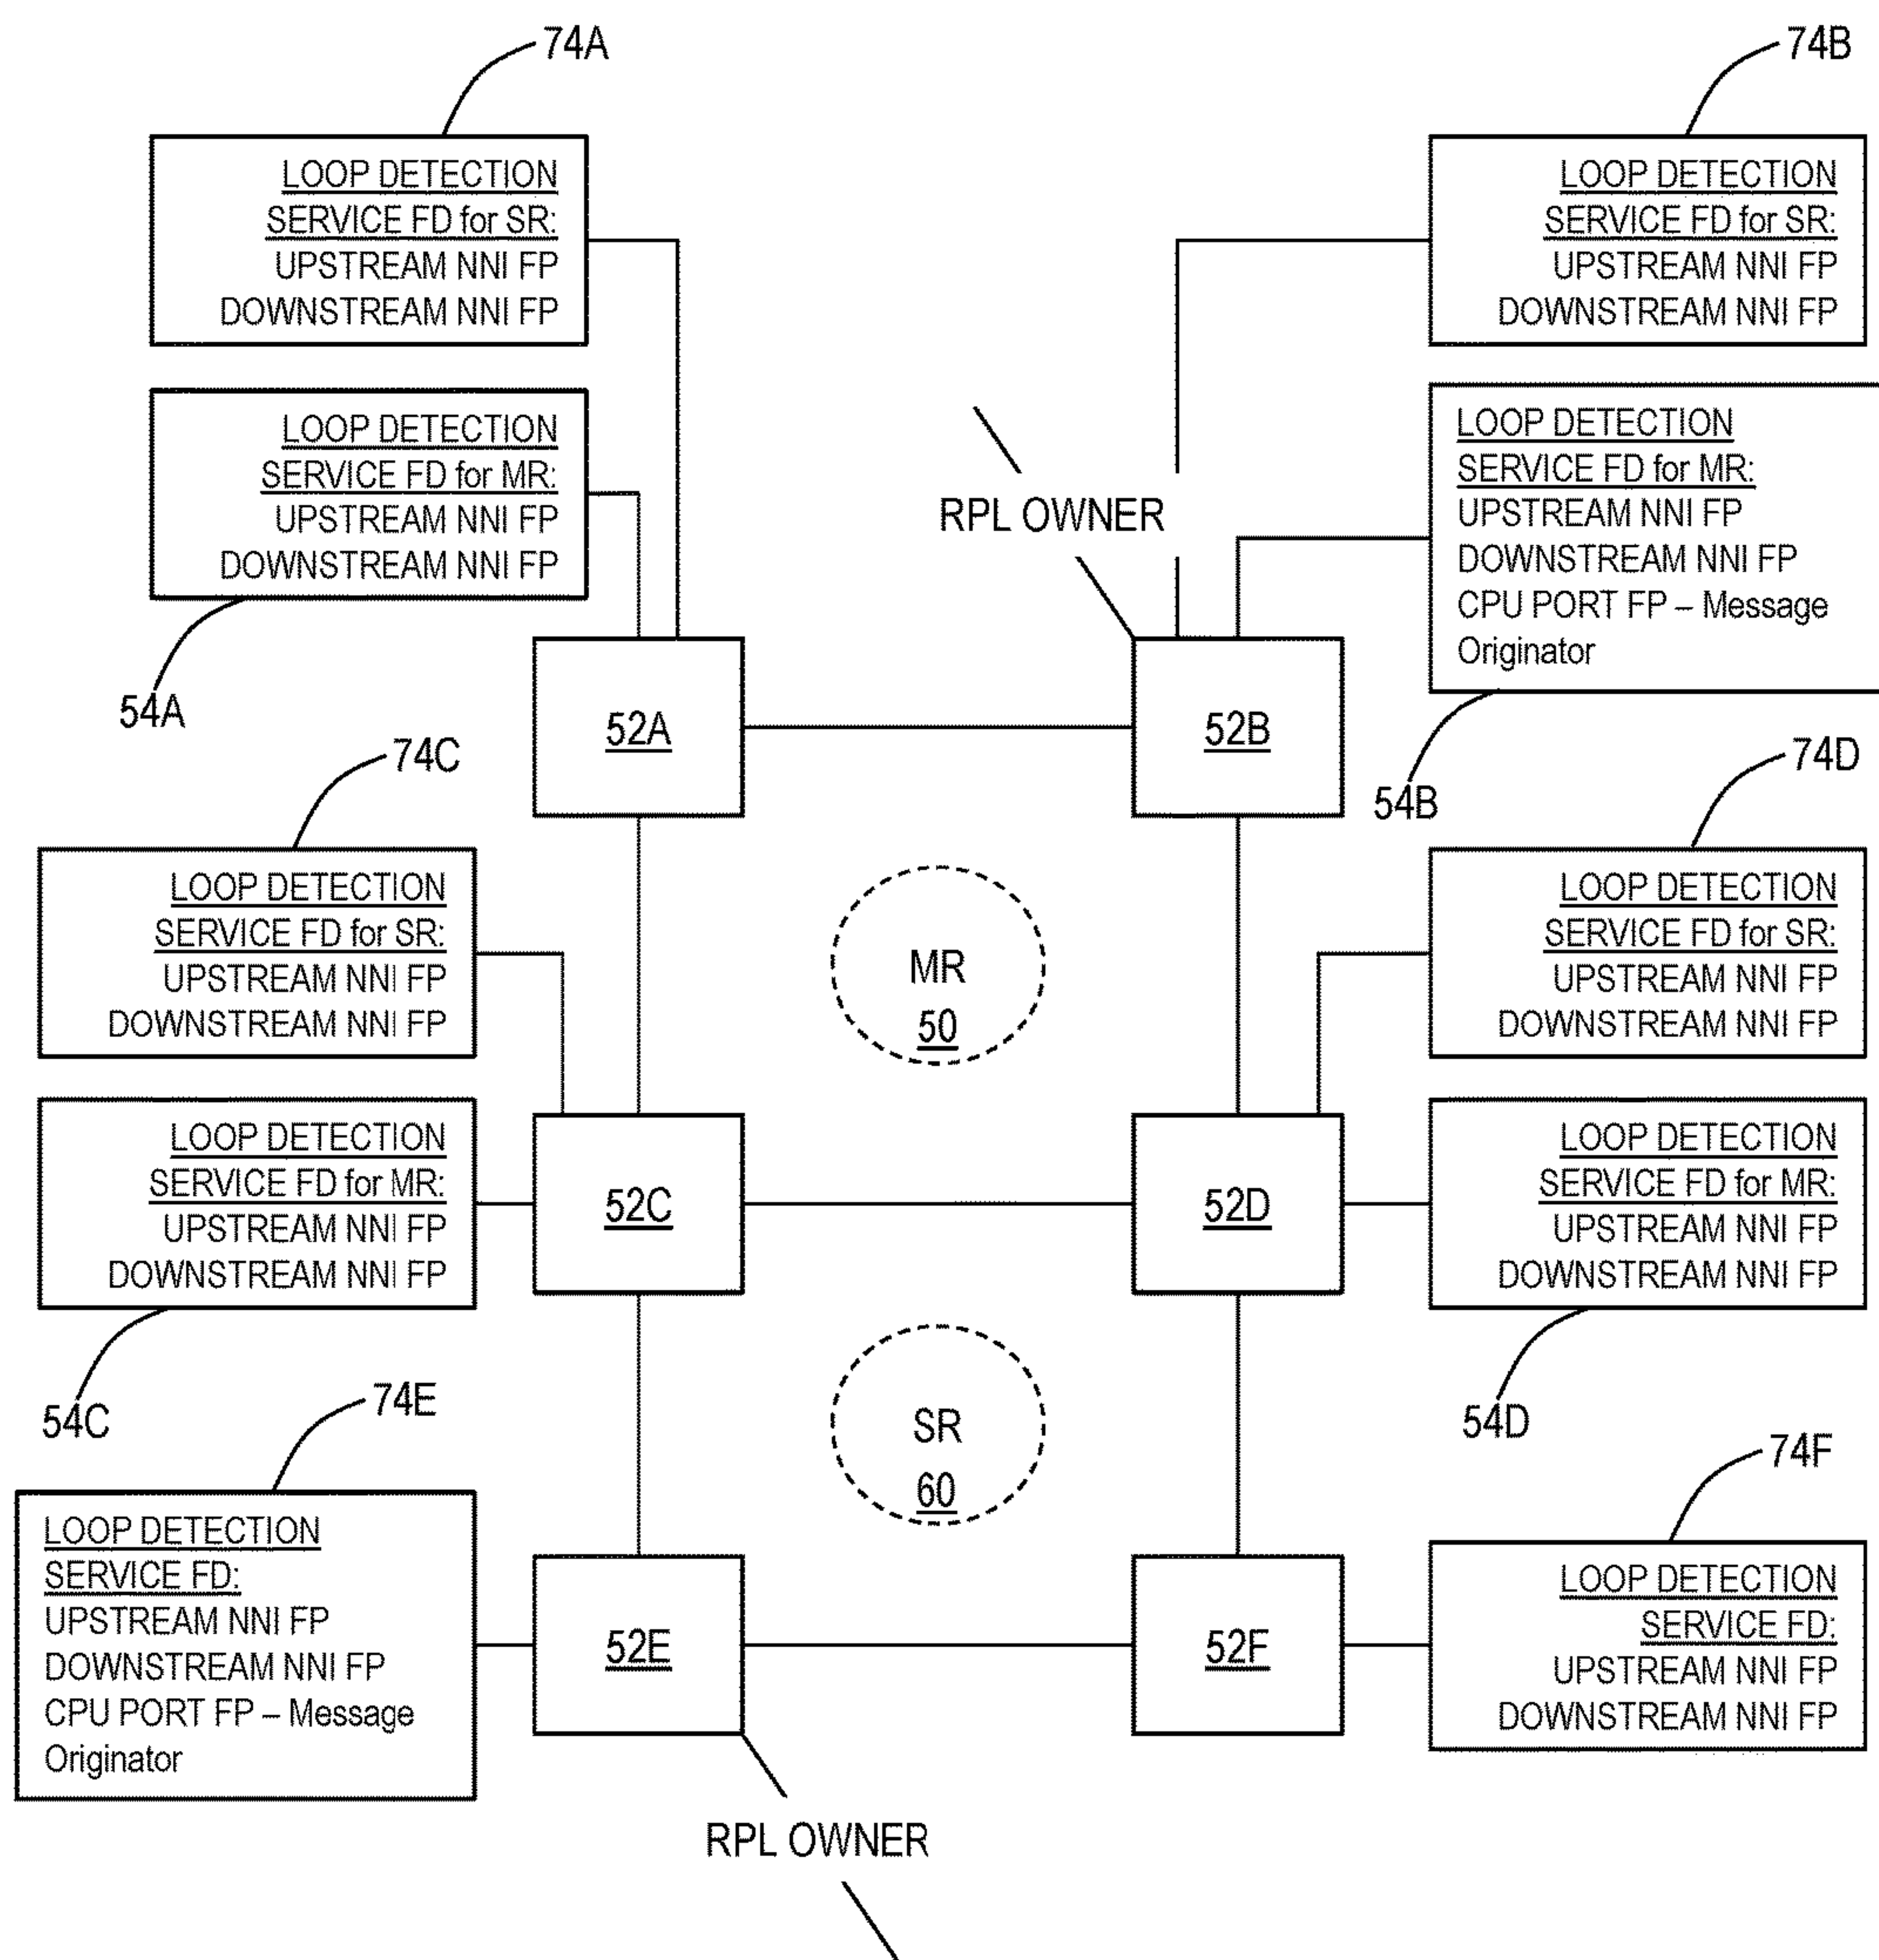 74A
74B
LOOP DETECTION
SERVICE FD for SR:
UPSTREAM NNI FP
DOWNSTREAM NNI FP
LOOP DETECTION
SERVICE FD for SR:
UPSTREAM NNI FP
DOWNSTREAM NNI FP
LOOP DETECTION
SERVICE FD for MR:
UPSTREAM NNI FP
DOWNSTREAM NNI FP
RPL OWNER
LOOP DETECTION
SERVICE FD for MR:
UPSTREAM NNI FP
DOWNSTREAM NNI FP
CPU PORT FP – Message
Originator
54A
52A
52B
54B
74C
74D
LOOP DETECTION
SERVICE FD for SR:
UPSTREAM NNI FP
DOWNSTREAM NNI FP
MR
50
LOOP DETECTION
SERVICE FD for SR:
UPSTREAM NNI FP
DOWNSTREAM NNI FP
LOOP DETECTION
SERVICE FD for MR:
UPSTREAM NNI FP
DOWNSTREAM NNI FP
52C
52D
LOOP DETECTION
SERVICE FD for MR:
UPSTREAM NNI FP
DOWNSTREAM NNI FP
54C
74E
SR
60
54D
74F
LOOP DETECTION
SERVICE FD:
UPSTREAM NNI FP
DOWNSTREAM NNI FP
CPU PORT FP – Message
Originator
52E
52F
LOOP DETECTION
SERVICE FD:
UPSTREAM NNI FP
DOWNSTREAM NNI FP
RPL OWNER